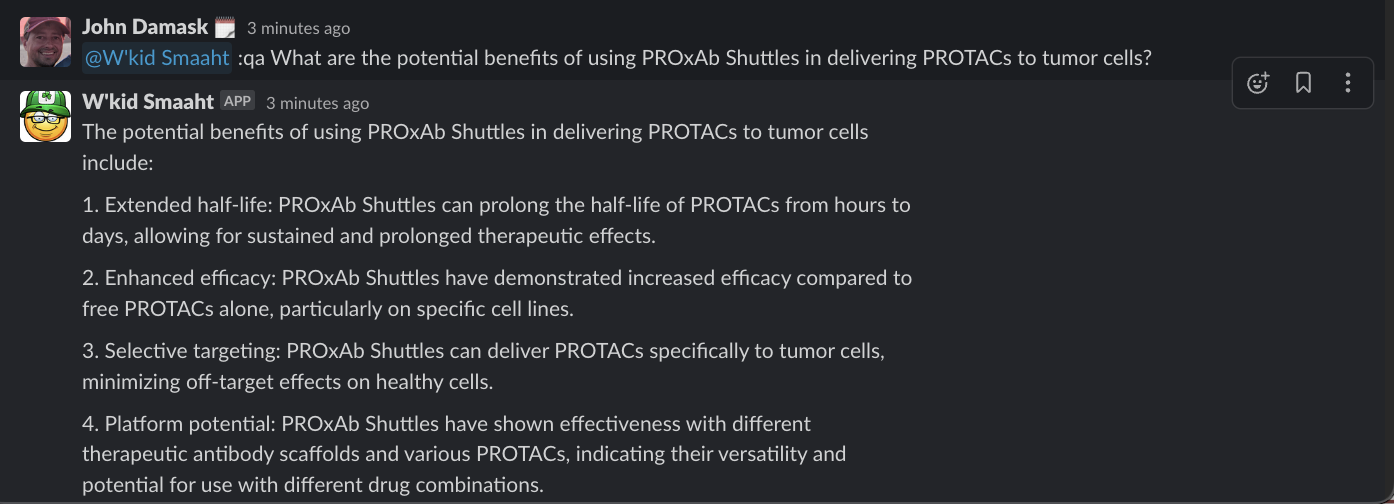 John Damask 3 minutes ago
@W'kid Smaaht :qa What are the potential benefits of using PROxAb Shuttles in delivering PROTACs to tumor cells?
W'kid Smaaht APP 3 minutes ago
The potential benefits of using PROxAb Shuttles in delivering PROTACs to tumor cells
include:
1. Extended half-life: PROxAb Shuttles can prolong the half-life of PROTACs from hours to
days, allowing for sustained and prolonged therapeutic effects.
2. Enhanced efficacy: PROxAb Shuttles have demonstrated increased efficacy compared to
free PROTACs alone, particularly on specific cell lines.
3. Selective targeting: PROxAb Shuttles can deliver PROTACs specifically to tumor cells,
minimizing off-target effects on healthy cells.
4. Platform potential: PROxAb Shuttles have shown effectiveness with different
therapeutic antibody scaffolds and various PROTACs, indicating their versatility and
potential for use with different drug combinations.